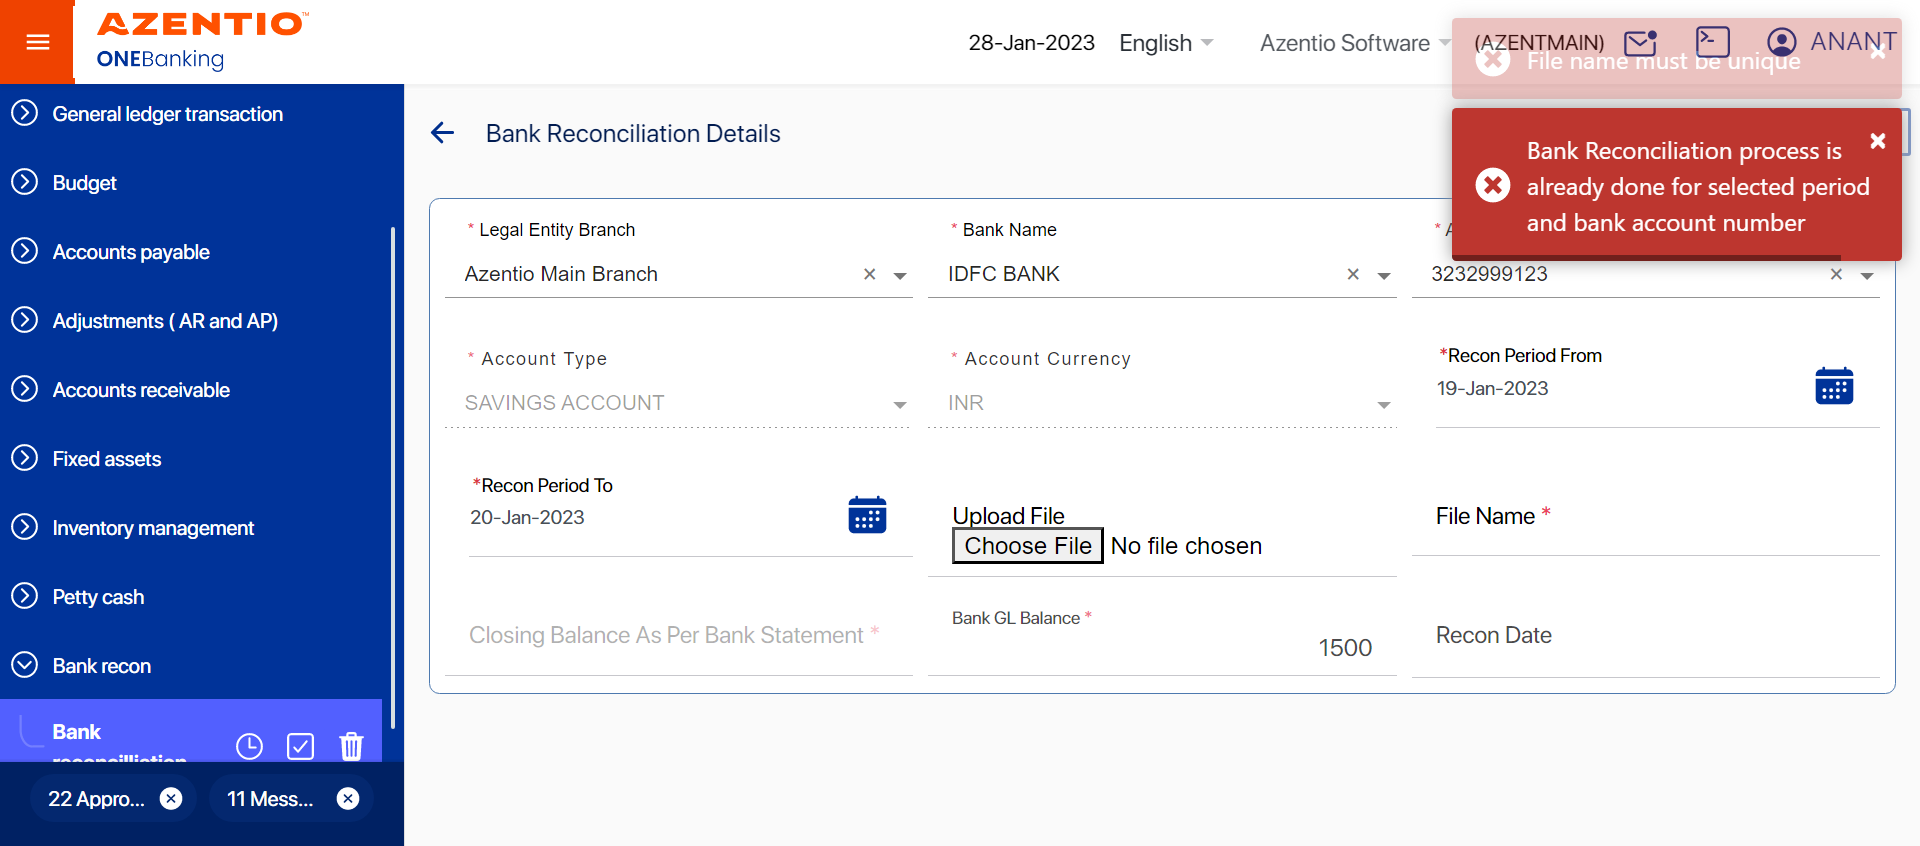 AZENTIO™
ONEBanking
28-Jan-2023 English Azentio Software (AZENTMAIN) ANANT
File name must be unique
Bank Reconciliation process is
already done for selected period
and bank account number
General ledger transaction
Budget
Accounts payable
Adjustments ( AR and AP)
Accounts receivable
Fixed assets
Inventory management
Petty cash
Bank recon
Bank
reconcilliation
22 Appro...
11 Mess...
Bank Reconciliation Details
* Legal Entity Branch
Azentio Main Branch
* Bank Name
IDFC BANK
* A
3232999123
* Account Type
SAVINGS ACCOUNT
* Account Currency
INR
*Recon Period From
19-Jan-2023
*Recon Period To
20-Jan-2023
Upload File
Choose File No file chosen
File Name *
Closing Balance As Per Bank Statement *
Bank GL Balance *
1500
Recon Date